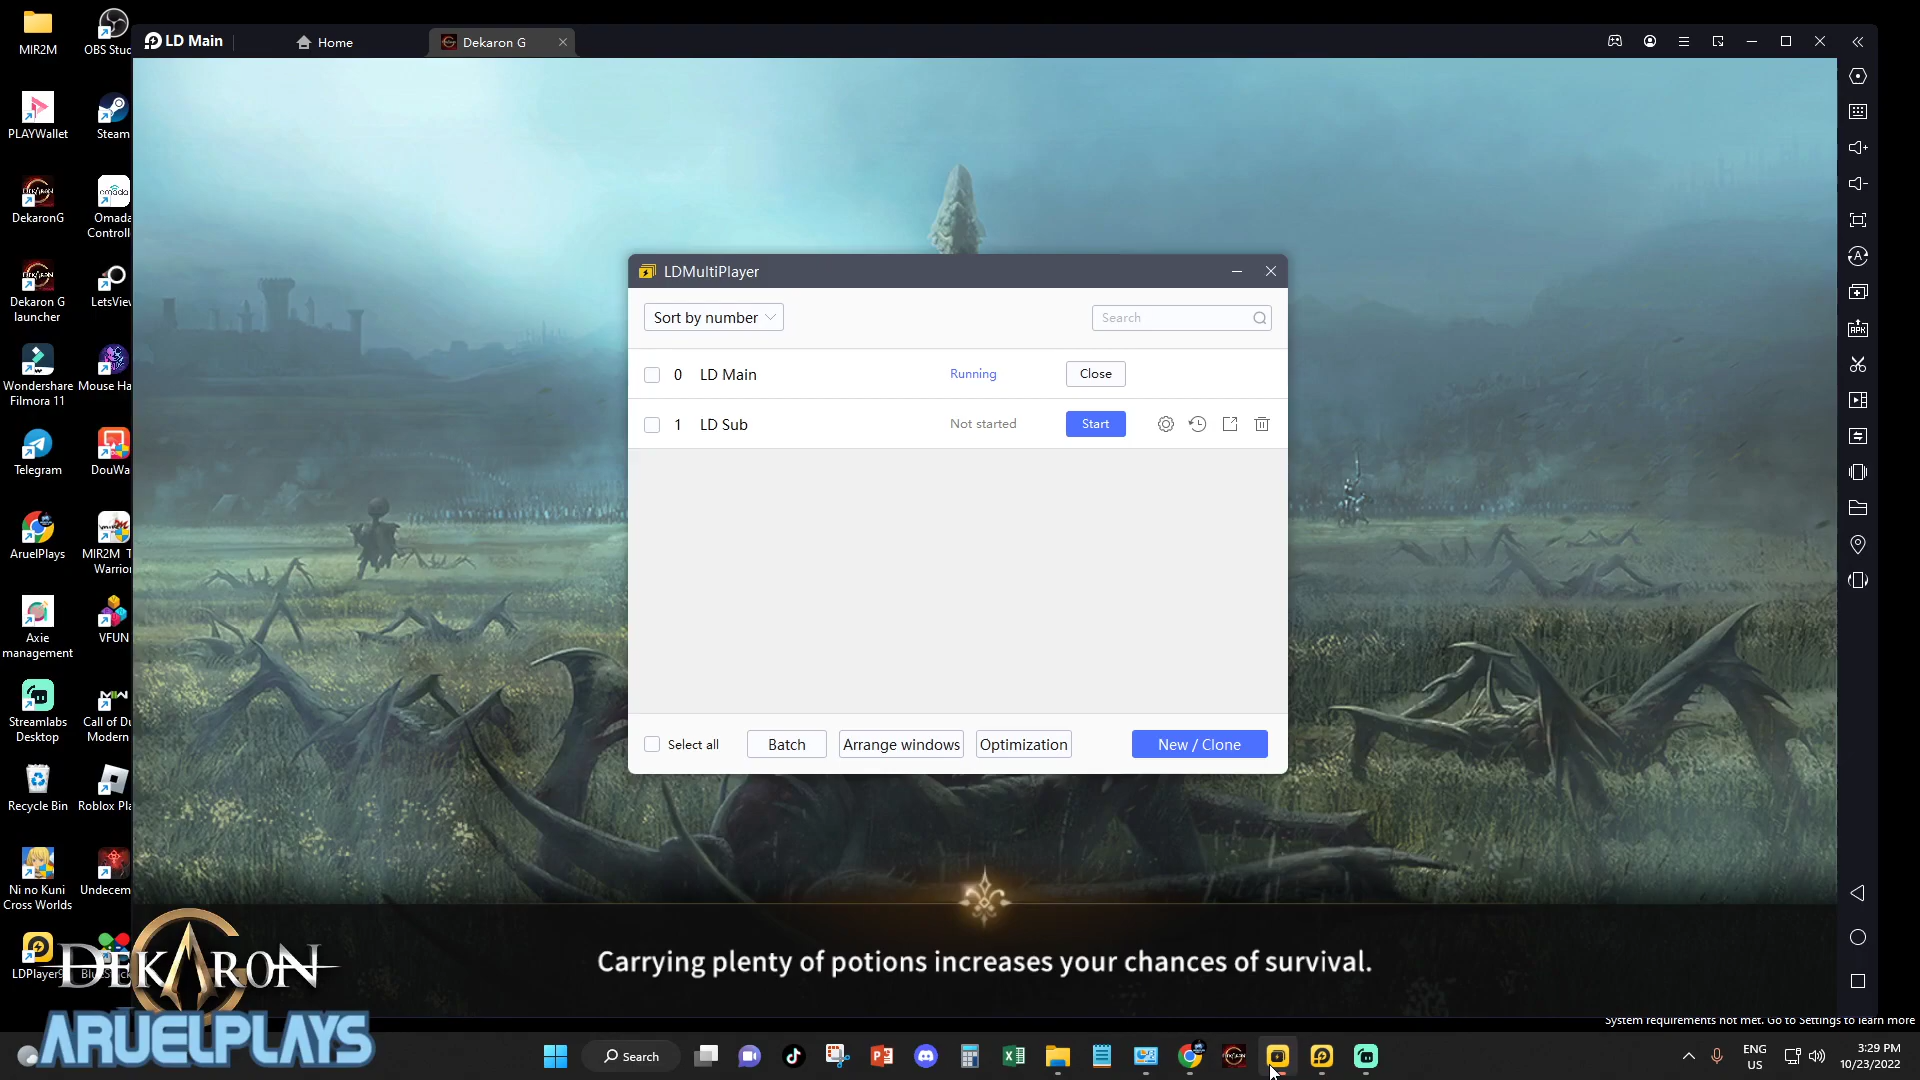 MIR2M
OBS Stud
LD Main
Home
Dekaron G
PLAYWallet
Steam
DekaronG
omada
Omada
Controll
Dekaron G
launcher
LetsVie
Wondershare
Filmora 11
Mouse Ha
Telegram
DouWa
AruelPlays
MIR2M T
Warrior
Axie
management
VFUN
Streamlabs
Desktop
Call of Du
Modern
Recycle Bin
Roblox Pla
Ni no Kuni
Cross Worlds
Undecem
LDPlayer9
LDMultiPlayer
Sort by number
Search
0 LD Main Running Close
1 LD Sub Not started Start
Select all
Batch
Arrange windows
Optimization
New / Clone
APK
DEKARON
ARUELPLAYS
Carrying plenty of potions increases your chances of survival.
System requirements not met. Go to Settings to learn more
Search
ENG
US
3:29 PM
10/23/2022